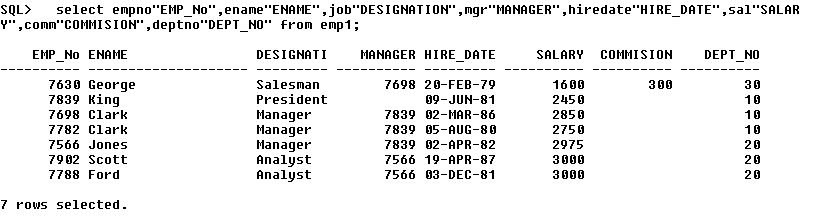 SQL>   select empno"EMP_No",ename"ENAME",job"DESIGNATION",mgr"MANAGER",hiredate"HIRE_DATE",sal"SALAR
Y",comm"COMMISION",deptno"DEPT_NO" from emp1;
    EMP_No ENAME           DESIGNATI    MANAGER HIRE_DATE     SALARY  COMMISION    DEPT_NO
---------- --------------- --------- ---------- --------- ---------- ---------- ----------
      7630 George          Salesman        7698 20-FEB-79       1600        300         30
      7839 King            President            09-JUN-81       2450                    10
      7698 Clark           Manager         7839 02-MAR-86       2850                    10
      7782 Clark           Manager         7839 05-AUG-80       2750                    10
      7566 Jones           Manager         7839 02-APR-82       2975                    20
      7902 Scott           Analyst         7566 19-APR-87       3000                    20
      7788 Ford            Analyst         7566 03-DEC-81       3000                    20
7 rows selected.